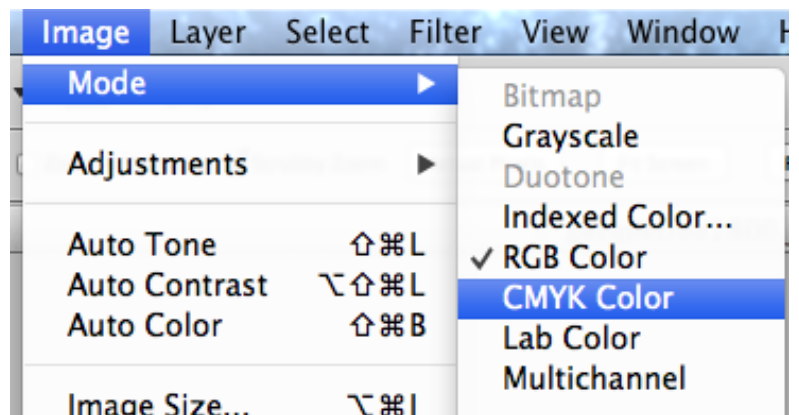 Image Layer Select Filter View Window
Mode ▶
Adjustments ▶
Auto Tone ⇧⌘L
Auto Contrast ⌥⇧⌘L
Auto Color ⇧⌘B
Image Size... ⌥⌘I
Bitmap
Grayscale
Duotone
Indexed Color...
✓ RGB Color
CMYK Color
Lab Color
Multichannel